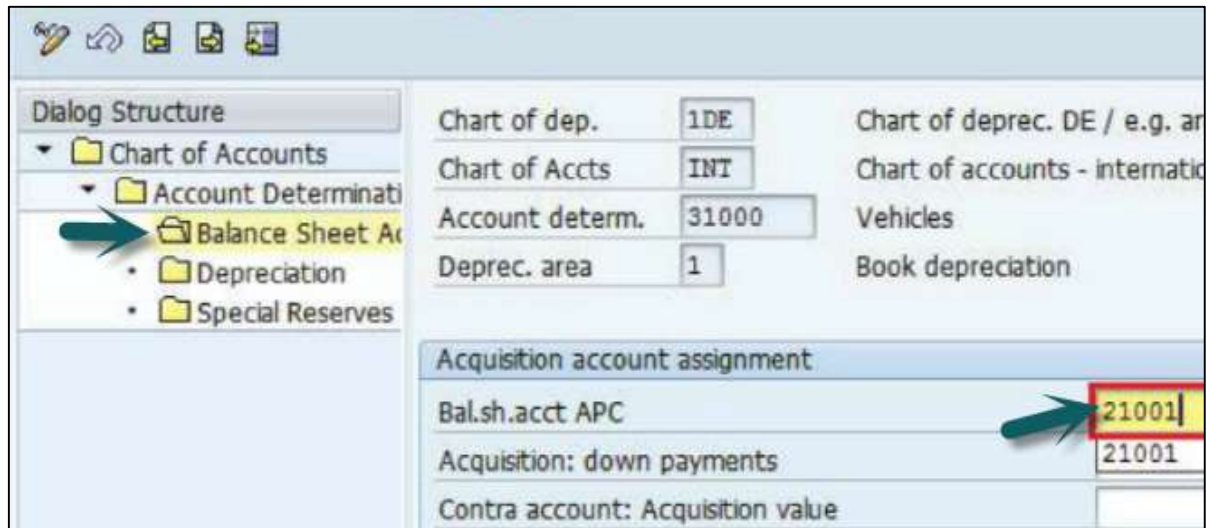 Dialog Structure
Chart of Accounts
Account Determinati
Balance Sheet Ac
Depreciation
Special Reserves
Chart of dep. 1DE Chart of deprec. DE / e.g. ar
Chart of Accts INT Chart of accounts - internatio
Account determ. 31000 Vehicles
Deprec. area 1 Book depreciation
Acquisition account assignment
Bal.sh.acct APC 21001
Acquisition: down payments 21001
Contra account: Acquisition value